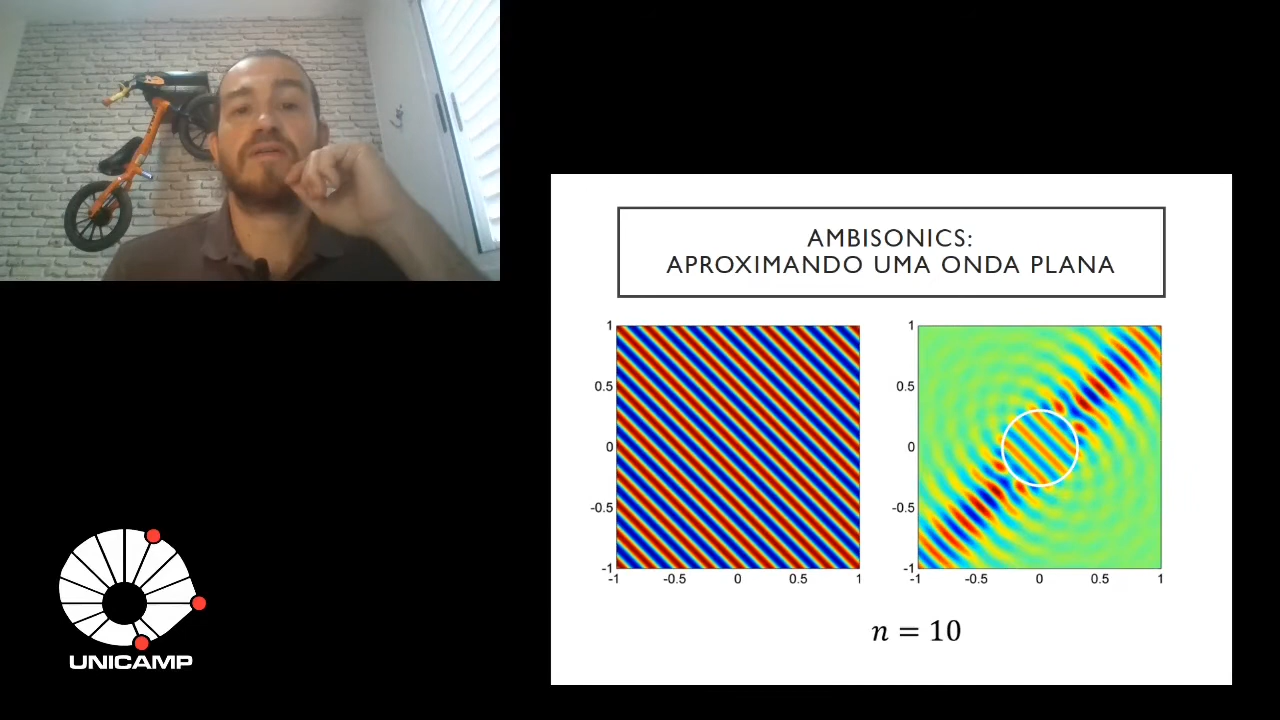 AMBISONICS:
APROXIMANDO UMA ONDA PLANA
1
0.5
0
-0.5
-1
-1 -0.5 0 0.5 1
1
0.5
0
-0.5
-1
-1 -0.5 0 0.5 1
n = 10
UNICAMP